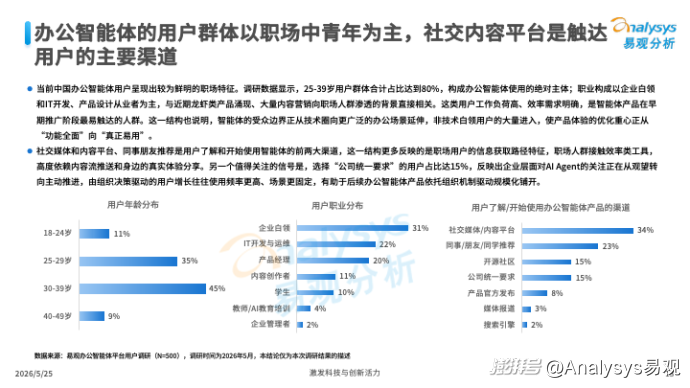 办公智能体的用户群体以职场中青年为主，社交内容平台是触达
用户的主要渠道
analysys
易观分析
当前中国办公智能体用户呈现出较为鲜明的职场特征。调研数据显示，25-39岁用户群体合计占比达到80%，构成办公智能体使用的绝对主体；职业构成以企业白领
和IT开发、产品设计从业者为主，与近期龙虾类产品涌现、大量内容营销向职场人群渗透的背景直接相关。这类用户工作负荷高、效率需求明确，是智能体产品在早
期推广阶段最易触达的人群。这一结构也说明，智能体的受众边界正从技术圈向更广泛的办公场景延伸，非技术白领用户的大量进入，使产品体验的优化重心正从
“功能全面”向“真正易用”。
社交媒体和内容平台、同事朋友推荐是用户了解和开始使用智能体的前两大渠道，这一结构更多反映的是职场用户的信息获取路径特征，职场人群接触效率类工具，
高度依赖内容流推送和身边的真实体验分享。另一个值得关注的信号是，选择“公司统一要求”的用户占比达15%，反映出企业层面对AI Agent的关注正在从观望转
向主动推进，由组织决策驱动的用户增长往往使用频率更高、场景更固定，有助于后续办公智能体产品依托组织机制驱动规模化铺开。
用户年龄分布
18-24岁 11%
25-29岁 35%
30-39岁 45%
40-49岁 9%
用户职业分布
企业白领 31%
IT开发与运维 22%
产品经理 20%
内容创作者 11%
学生 10%
教师/AI教育培训 4%
企业管理者 2%
用户了解/开始使用办公智能体产品的渠道
社交媒体/内容平台 34%
同事/朋友/同学推荐 23%
开源社区 15%
公司统一要求 15%
产品官方发布 8%
媒体报道 3%
搜索引擎 2%
analysys
易观分析
数据来源：易观办公智能体平台用户调研（N=500），调研时间为2026年5月，本结论仅为本次调研结果的描述
2026/5/25
激发科技与创新活力
澎湃号 @Analysys易观